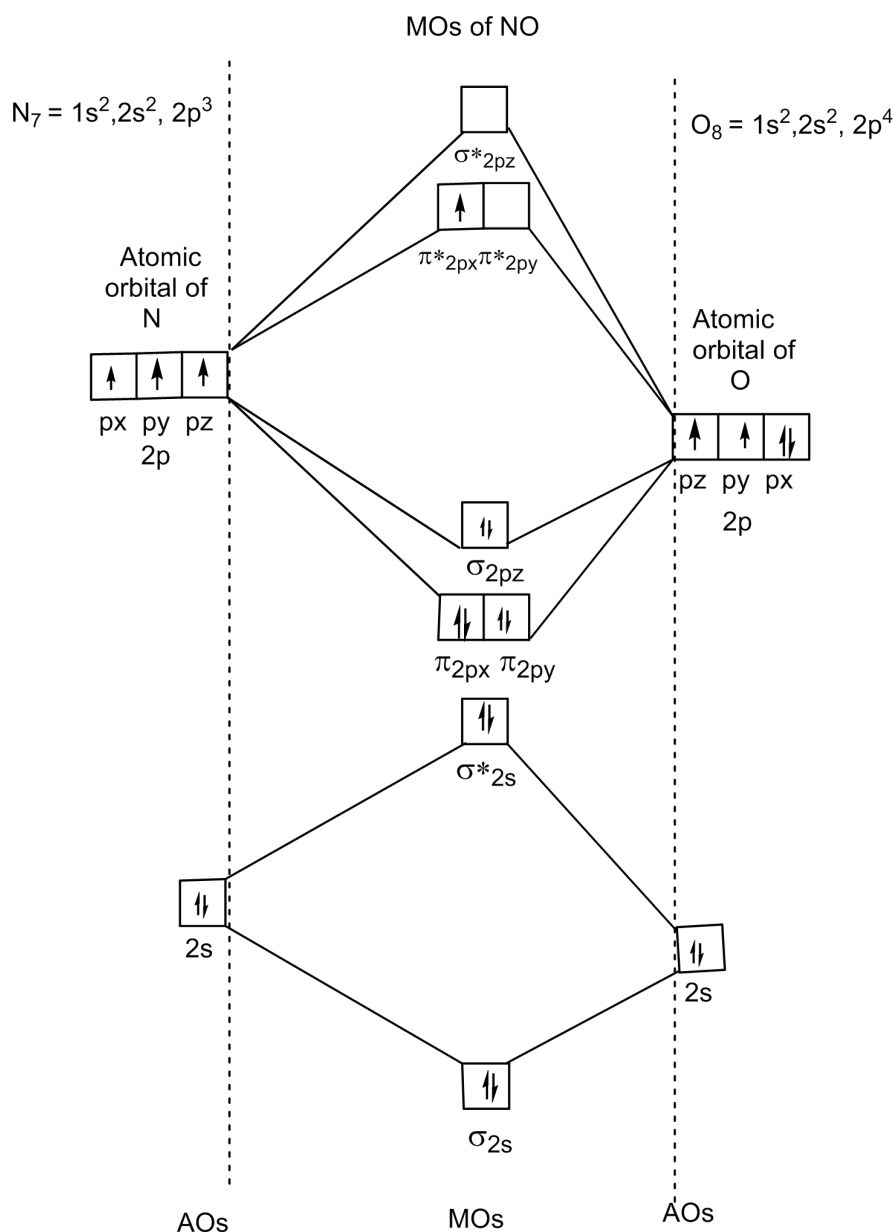 MOs of NO
N₇ = 1s²,2s², 2p³
O₈ = 1s²,2s², 2p⁴
σ*2pz
π*2px π*2py
Atomic
orbital of
N
Atomic
orbital of
O
px py pz
2p
pz py px
2p
σ2pz
π2px π2py
σ*2s
2s
2s
σ2s
AOs
MOs
AOs